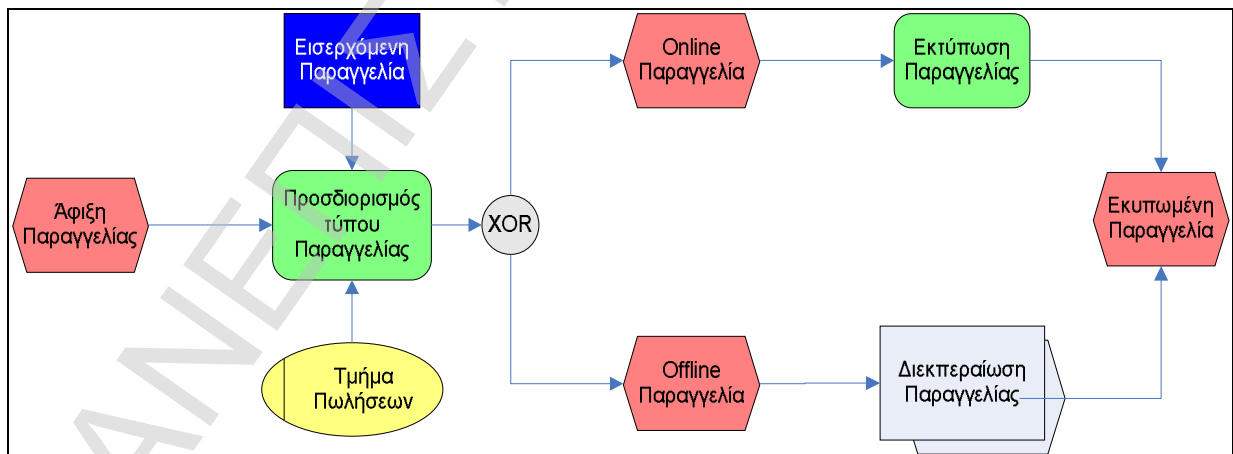 Εισερχόμενη
Παραγγελία
Online
Παραγγελία
Εκτύπωση
Παραγγελίας
Άφιξη
Παραγγελίας
Προσδιορισμός
τύπου
Παραγγελίας
XOR
Εκυπωμένη
Παραγγελία
Τμήμα
Πωλήσεων
Offline
Παραγγελία
Διεκπεραίωση
Παραγγελίας